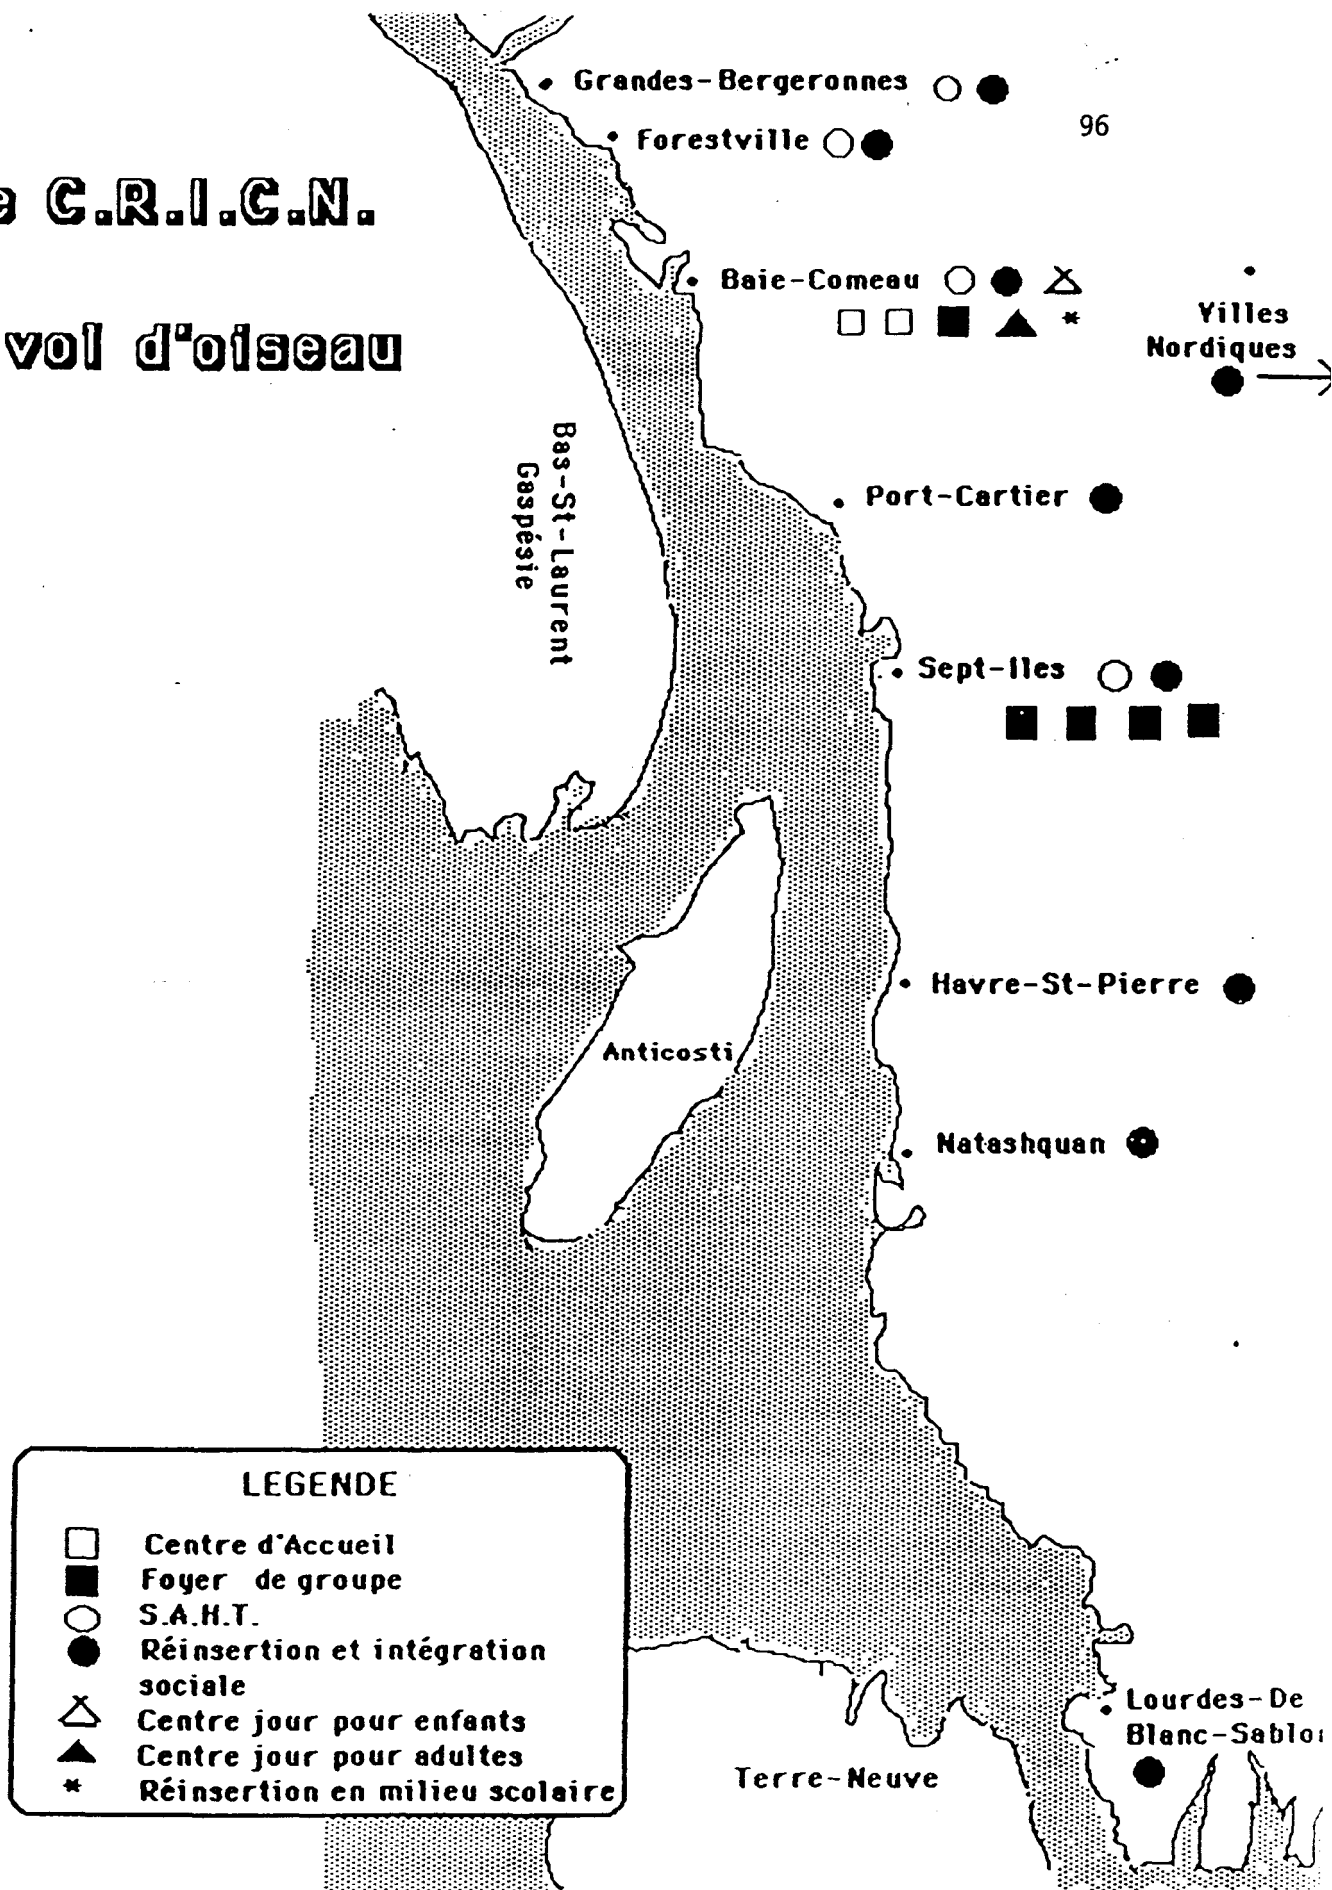 Grandes-Bergeronnes
96
Forestville
C.R.I.C.N.
vol d'oiseau
Baie-Comeau
*
Villes
Nordiques
Bas-St-Laurent
Gaspésie
Port-Cartier
Sept-Iles
Havre-St-Pierre
Anticosti
Natashquan
LEGENDE
Centre d'Accueil
Foyer de groupe
S.A.H.T.
Réinsertion et intégration
sociale
Centre jour pour enfants
Centre jour pour adultes
* Réinsertion en milieu scolaire
Lourdes-De
Terre-Neuve